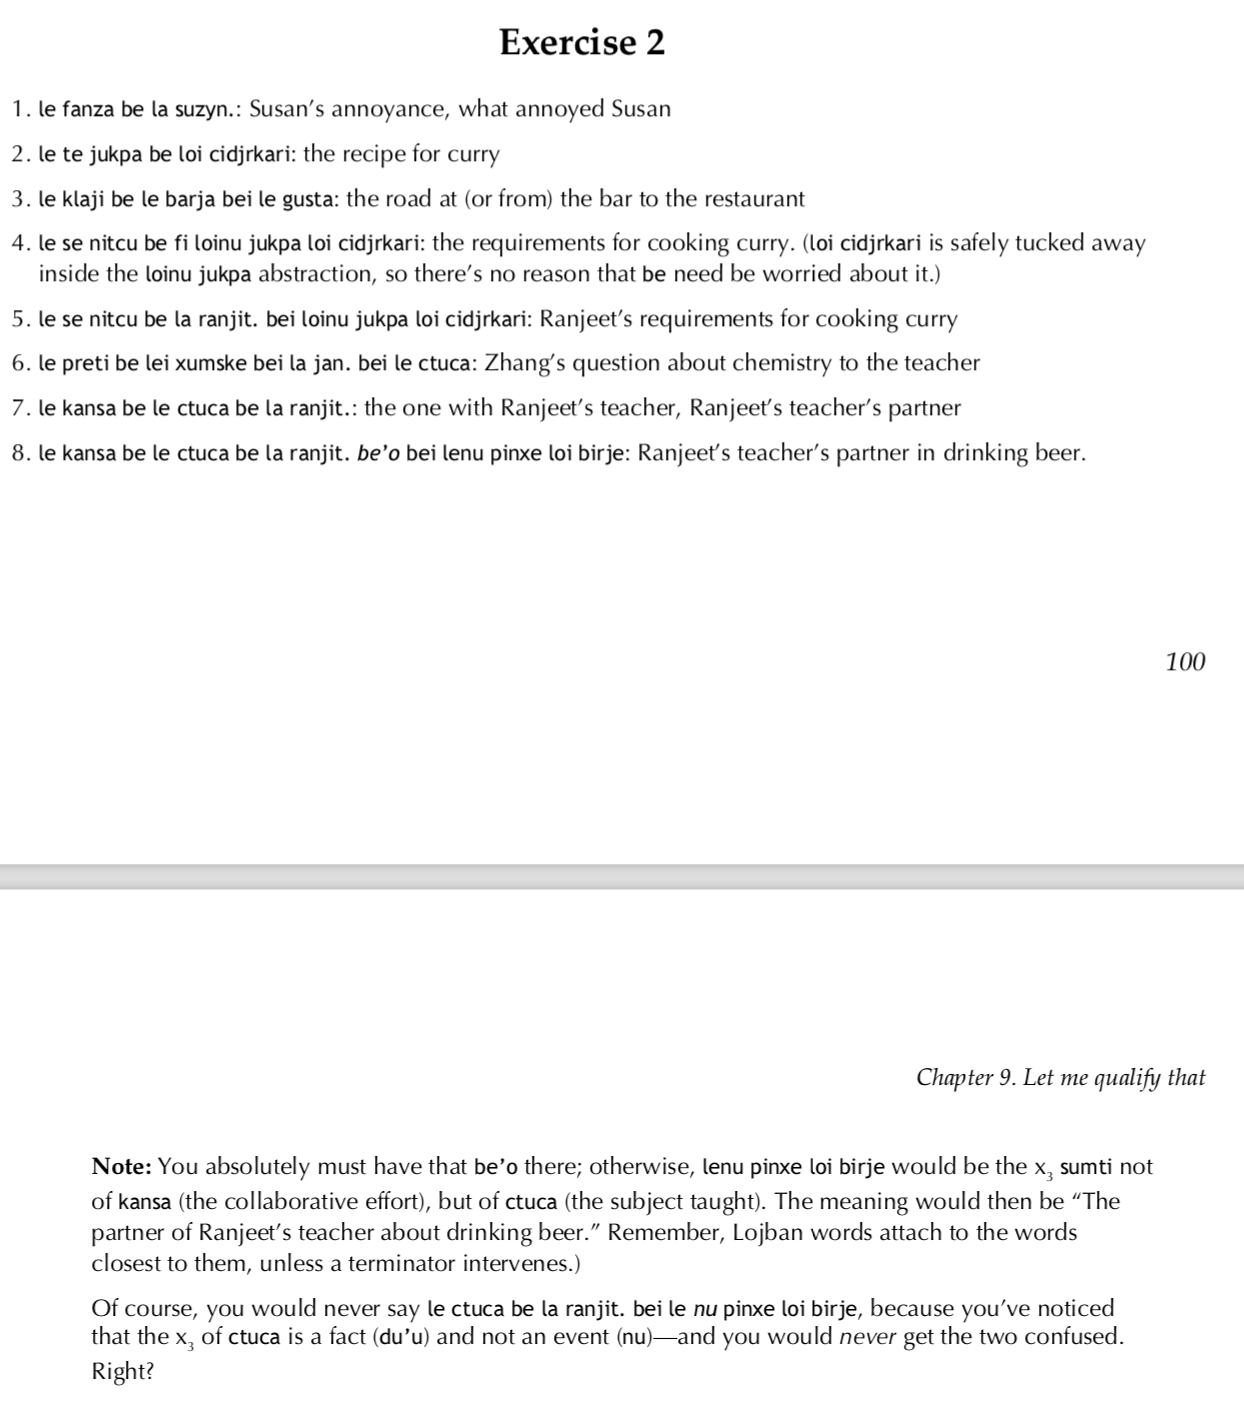 Exercise 2
1. le fanza be la suzyn.: Susan’s annoyance, what annoyed Susan
2. le te jukpa be loi cidjrkari: the recipe for curry
3. le klaji be le barja bei le gusta: the road at (or from) the bar to the restaurant
4. le se nitcu be fi loinu jukpa loi cidjrkari: the requirements for cooking curry. (loi cidjrkari is safely tucked away
inside the loinu jukpa abstraction, so there’s no reason that be need be worried about it.)
5. le se nitcu be la ranjit. bei loinu jukpa loi cidjrkari: Ranjeet’s requirements for cooking curry
6. le preti be lei xumske bei la jan. bei le ctuca: Zhang’s question about chemistry to the teacher
7. le kansa be le ctuca be la ranjit.: the one with Ranjeet’s teacher, Ranjeet’s teacher’s partner
8. le kansa be le ctuca be la ranjit. be’o bei lenu pinxe loi birje: Ranjeet’s teacher’s partner in drinking beer.
100
Chapter 9. Let me qualify that
Note: You absolutely must have that be’o there; otherwise, lenu pinxe loi birje would be the x₃ sumti not
of kansa (the collaborative effort), but of ctuca (the subject taught). The meaning would then be “The
partner of Ranjeet’s teacher about drinking beer.” Remember, Lojban words attach to the words
closest to them, unless a terminator intervenes.)
Of course, you would never say le ctuca be la ranjit. bei le nu pinxe loi birje, because you’ve noticed
that the x₃ of ctuca is a fact (du’u) and not an event (nu)—and you would never get the two confused.
Right?